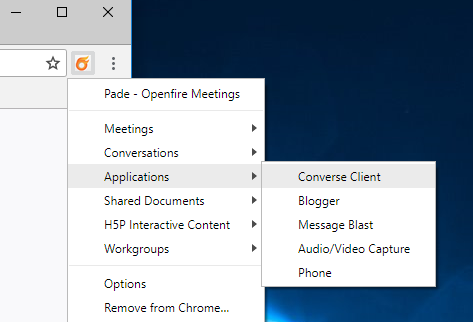 Pade - Openfire Meetings
Meetings
Conversations
Applications
Shared Documents
H5P Interactive Content
Workgroups
Options
Remove from Chrome...
Converse Client
Blogger
Message Blast
Audio/Video Capture
Phone